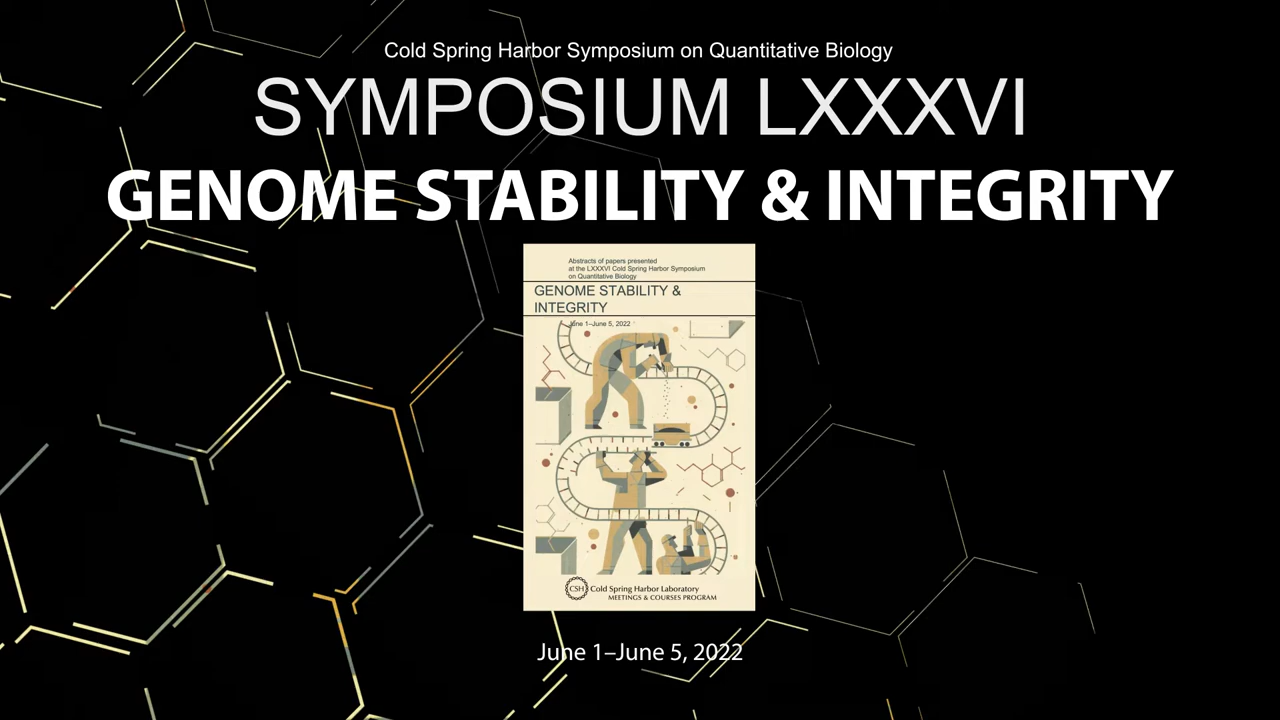 Cold Spring Harbor Symposium on Quantitative Biology
SYMPOSIUM LXXXVI
GENOME STABILITY & INTEGRITY
Abstracts of papers presented
at the LXXXVI Cold Spring Harbor Symposium
on Quantitative Biology
GENOME STABILITY &
INTEGRITY
June 1–June 5, 2022
CSH Cold Spring Harbor Laboratory
MEETINGS & COURSES PROGRAM
June 1–June 5, 2022